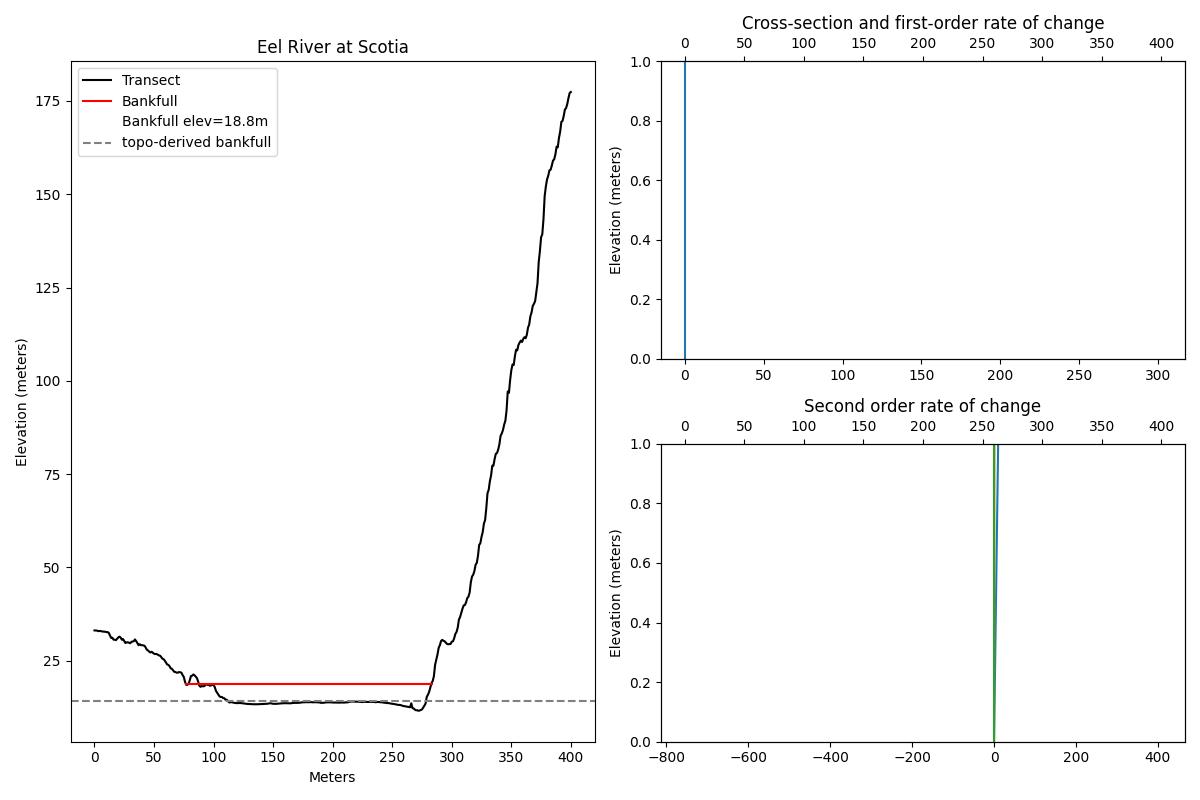 Eel River at Scotia
Transect
Bankfull
Bankfull elev=18.8m
topo-derived bankfull
Elevation (meters)
175
150
125
100
75
50
25
0 50 100 150 200 250 300 350 400
Meters
Cross-section and first-order rate of change
0 50 100 150 200 250 300 350 400
Elevation (meters)
1.0
0.8
0.6
0.4
0.2
0.0
0 50 100 150 200 250 300
Second order rate of change
0 50 100 150 200 250 300 350 400
Elevation (meters)
1.0
0.8
0.6
0.4
0.2
0.0
−800 −600 −400 −200 0 200 400